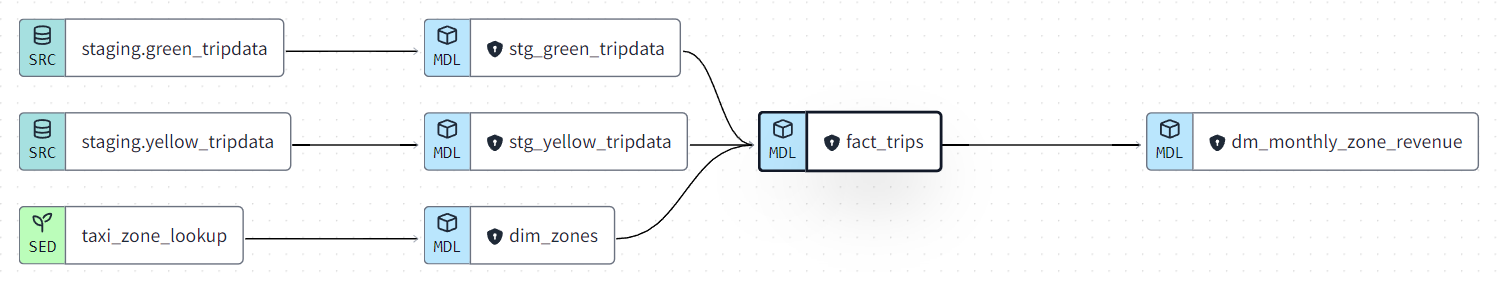 SRC staging.green_tripdata
MDL stg_green_tripdata
SRC staging.yellow_tripdata
MDL stg_yellow_tripdata
MDL fact_trips
MDL dm_monthly_zone_revenue
SED taxi_zone_lookup
MDL dim_zones